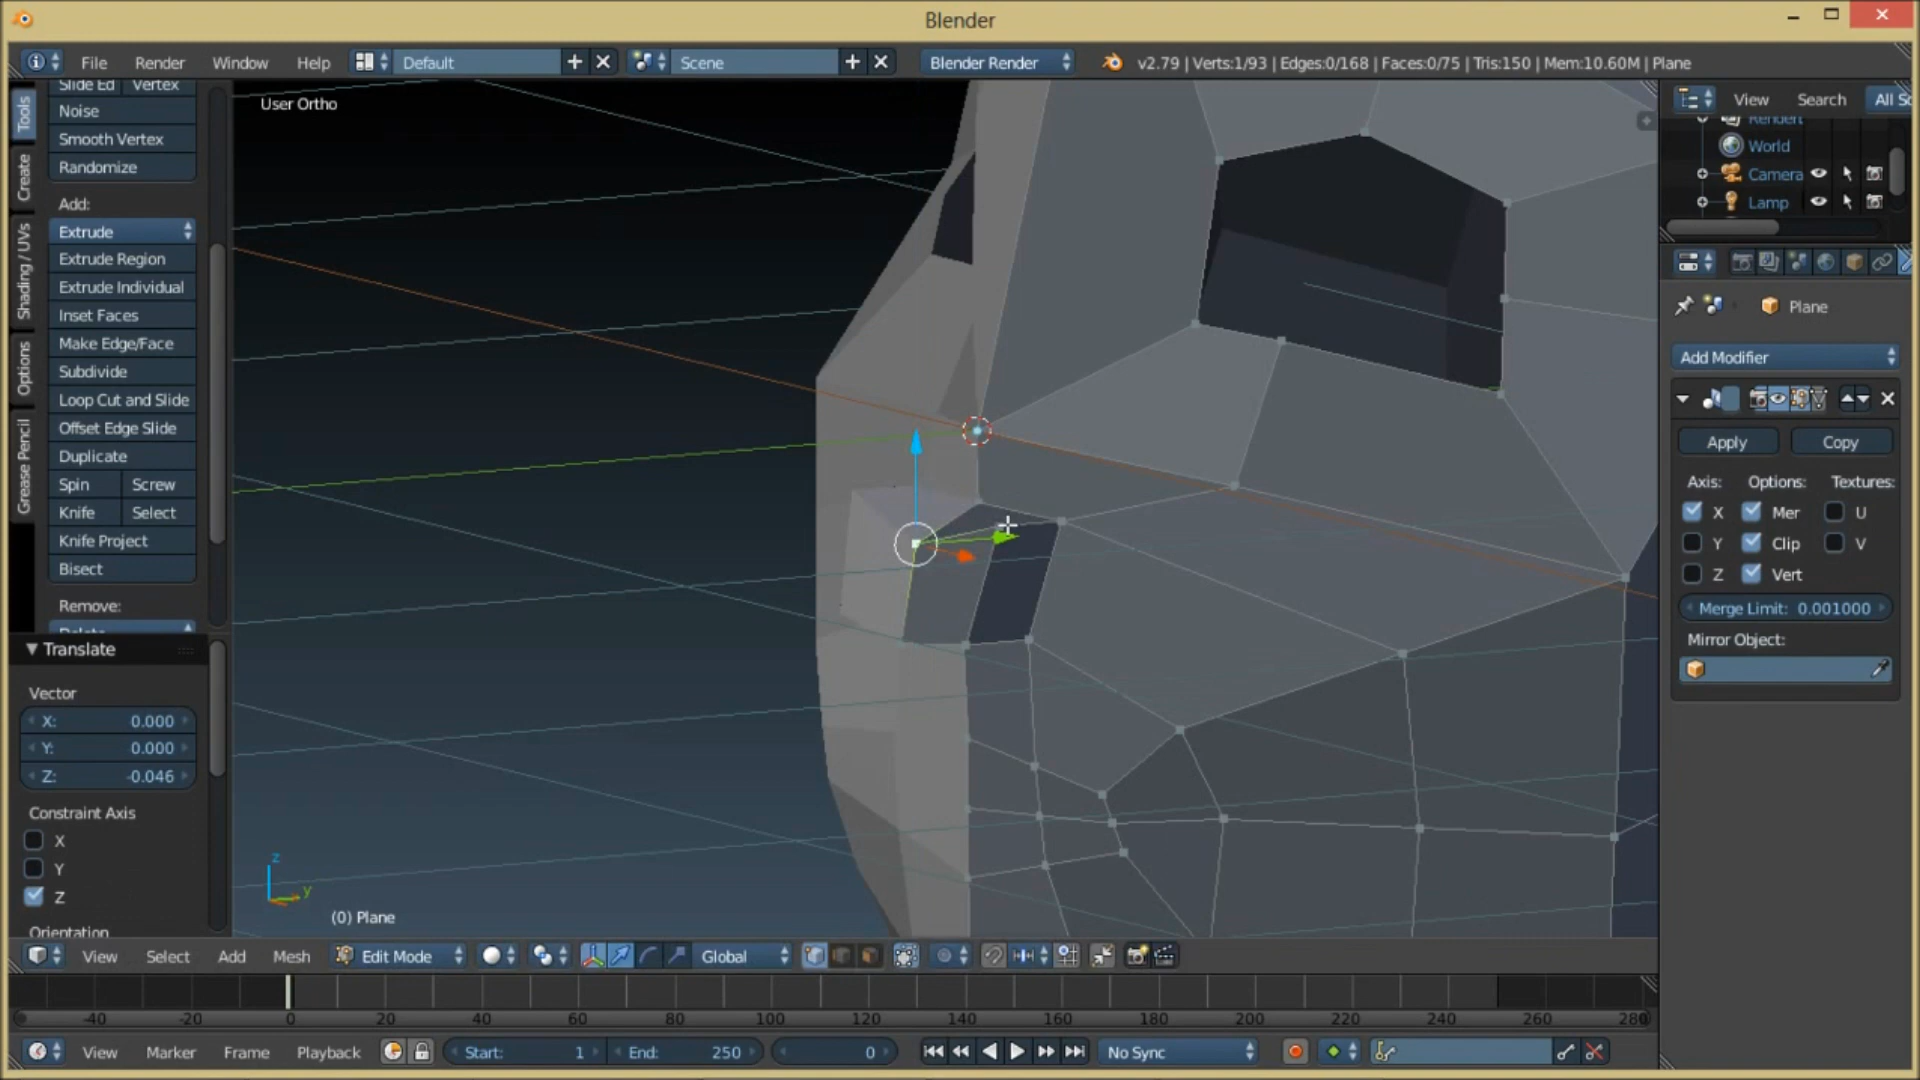 Blender
File Render Window Help Default Scene Blender Render v2.79 | Verts:1/93 | Edges:0/168 | Faces:0/75 | Tris:150 | Mem:10.60M | Plane
Slide Ed Vertex
Noise
Smooth Vertex
Randomize
Add:
Extrude
Extrude Region
Extrude Individual
Inset Faces
Make Edge/Face
Subdivide
Loop Cut and Slide
Offset Edge Slide
Duplicate
Spin Screw
Knife Select
Knife Project
Bisect
Remove:
Delete
Tools
Create
Shading / UVs
Options
Grease Pencil
Translate
Vector
X: 0.000
Y: 0.000
Z: -0.046
Constraint Axis
X
Y
Z
Orientation
User Ortho
z
y
(0) Plane
View Search All Sc
World
Camera
Lamp
Plane
Add Modifier
Apply Copy
Axis: Options: Textures:
X Mer U
Y Clip V
Z Vert
Merge Limit: 0.001000
Mirror Object:
View Select Add Mesh Edit Mode Global
-40 -20 0 20 40 60 80 100 120 140 160 180 200 220 240 260 280
View Marker Frame Playback Start: 1 End: 250 0 No Sync